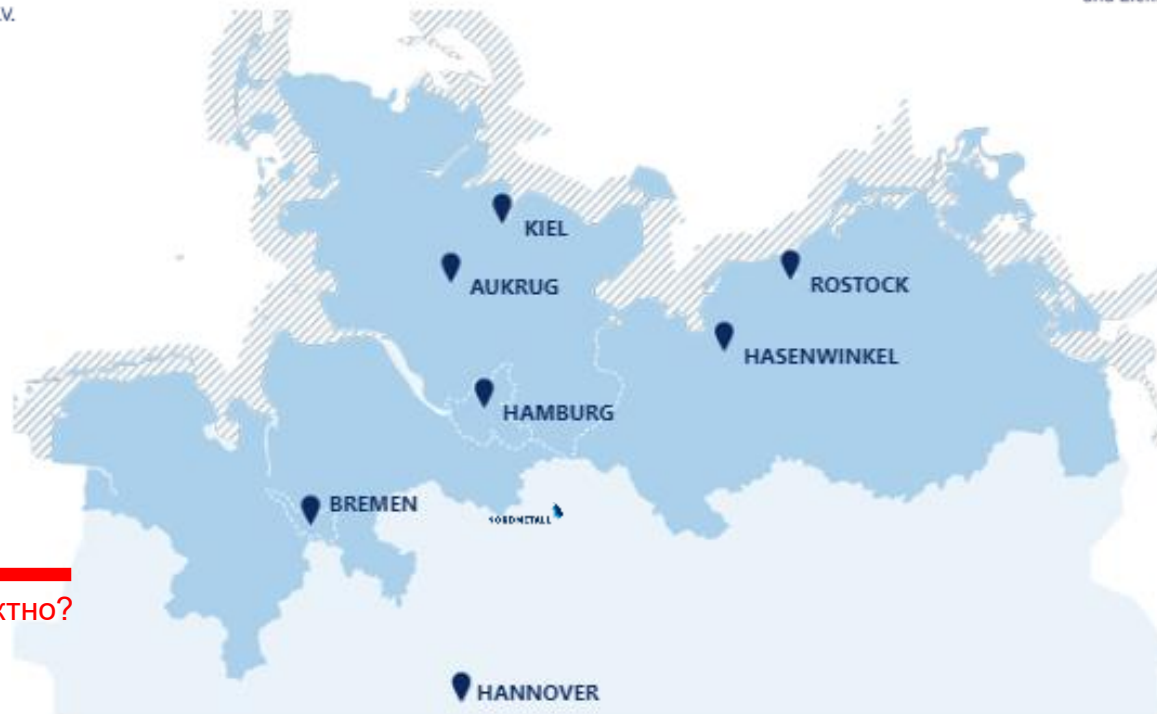 V.
KIEL
AUKRUG
ROSTOCK
HASENWINKEL
HAMBURG
BREMEN
NORDMETALL
ктно?
HANNOVER